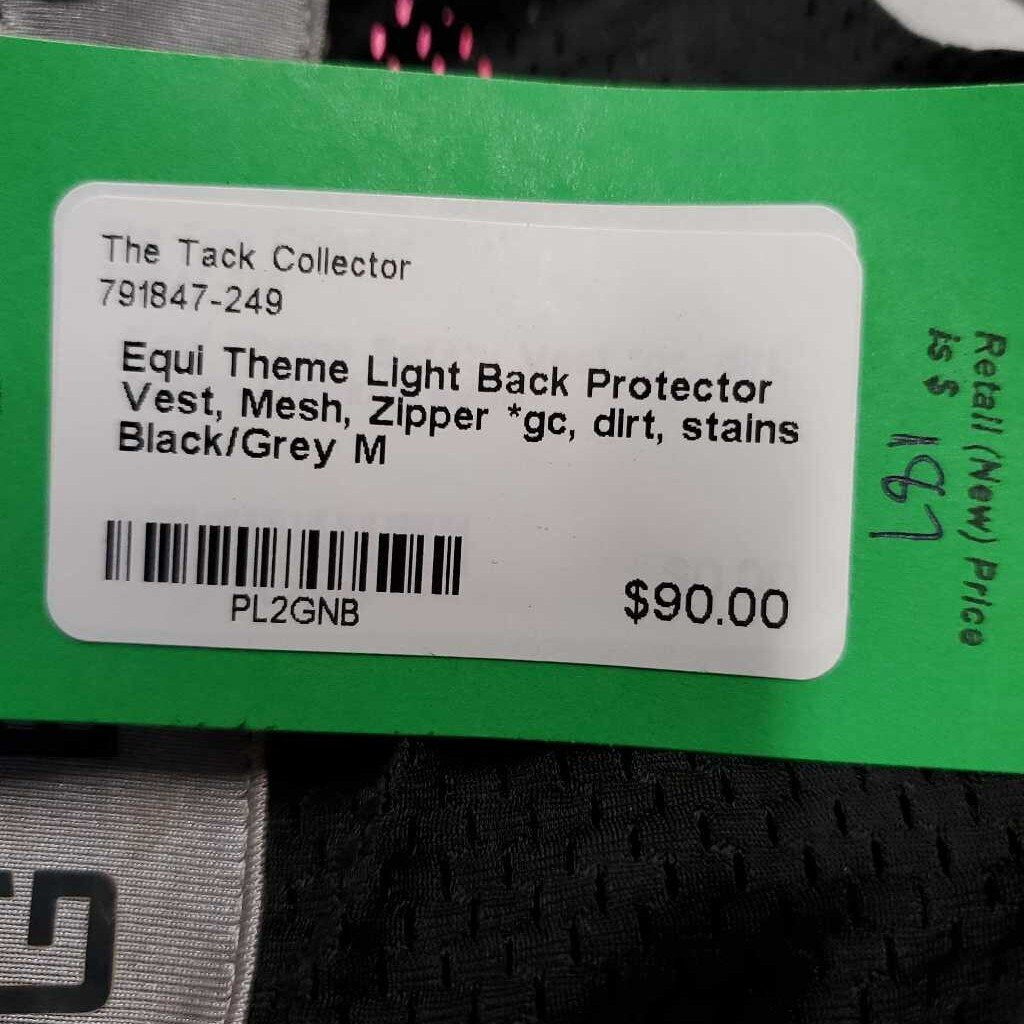 The Tack Collector
791847-249
Equi Theme Light Back Protector
Vest, Mesh, Zipper *gc, dirt, stains
Black/Grey M
PL2GNB
$90.00
Retail (New) Price
is $
187
G